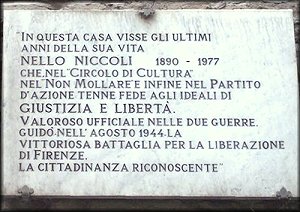 "IN QUESTA CASA VISSE GLI ULTIMI
ANNI DELLA SUA VITA
NELLO NICCOLI 1890 - 1977
CHE, NEL "CIRCOLO DI CULTURA"
NEL "NON MOLLARE" E INFINE NEL PARTITO
D'AZIONE TENNE FEDE AGLI IDEALI DI
GIUSTIZIA E LIBERTÀ.
VALOROSO UFFICIALE NELLE DUE GUERRE.
GUIDÒ NELL'AGOSTO 1944 LA
VITTORIOSA BATTAGLIA PER LA LIBERAZIONE
DI FIRENZE.
LA CITTADINANZA RICONOSCENTE"